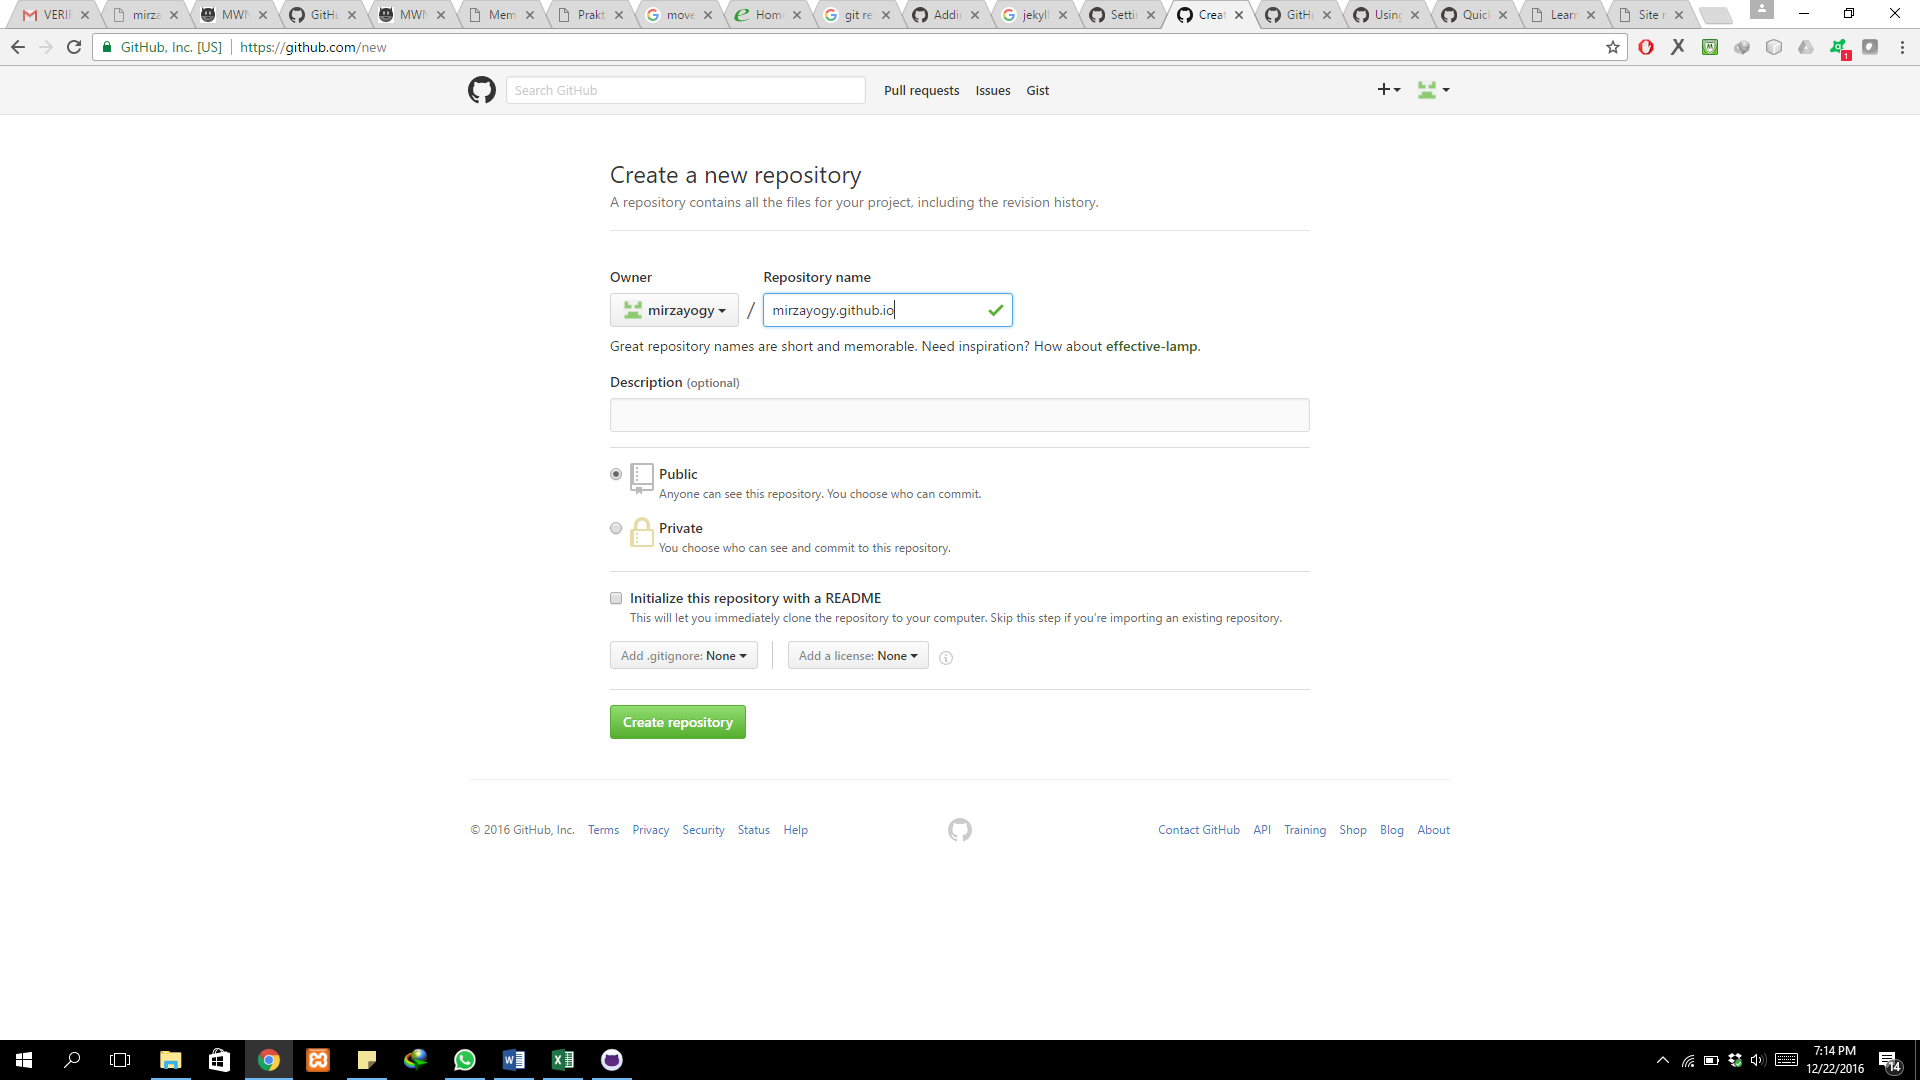 VERIF mirza MWN GitHu MWN Mem Prakt move Home git re Addin jekyll Settin Creat GitHu Using Quick Learn Site n
GitHub, Inc. [US] https://github.com/new
1
Search GitHub Pull requests Issues Gist
Create a new repository
A repository contains all the files for your project, including the revision history.
Owner Repository name
mirzayogy / mirzayogy.github.io
Great repository names are short and memorable. Need inspiration? How about effective-lamp.
Description (optional)
Public
Anyone can see this repository. You choose who can commit.
Private
You choose who can see and commit to this repository.
Initialize this repository with a README
This will let you immediately clone the repository to your computer. Skip this step if you're importing an existing repository.
Add .gitignore: None Add a license: None
Create repository
© 2016 GitHub, Inc. Terms Privacy Security Status Help Contact GitHub API Training Shop Blog About
7:14 PM
12/22/2016
14